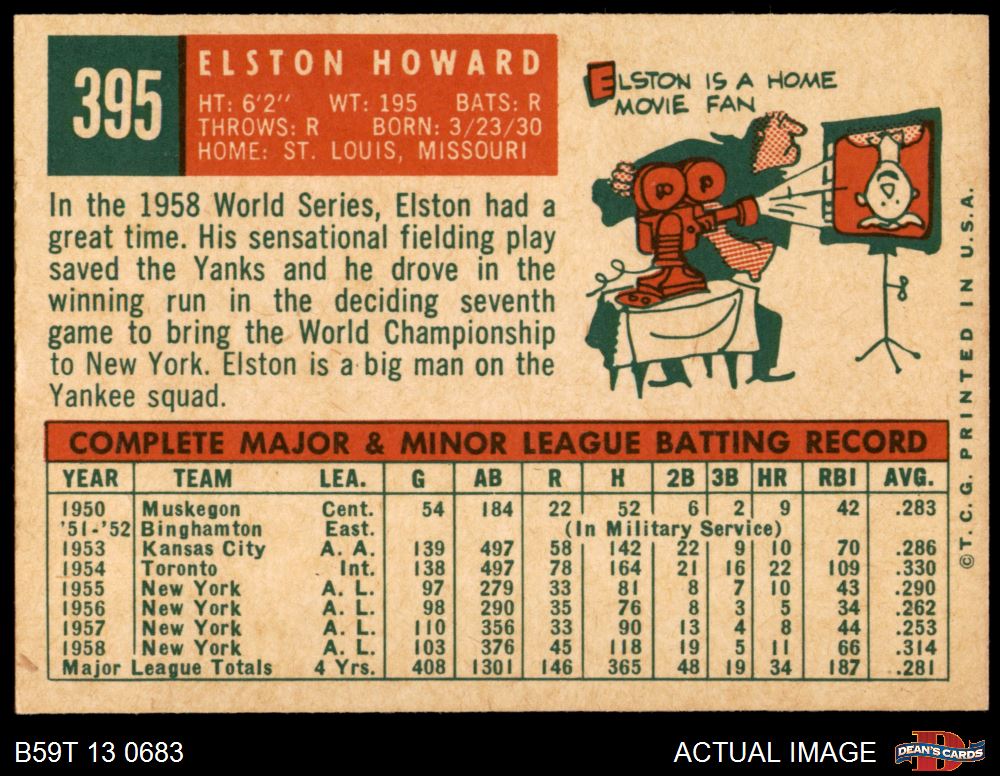 395
ELSTON HOWARD
HT: 6'2" WT: 195 BATS: R
THROWS: R BORN: 3/23/30
HOME: ST. LOUIS, MISSOURI
ELSTON IS A HOME
MOVIE FAN
In the 1958 World Series, Elston had a
great time. His sensational fielding play
saved the Yanks and he drove in the
winning run in the deciding seventh
game to bring the World Championship
to New York. Elston is a big man on the
Yankee squad.
COMPLETE MAJOR & MINOR LEAGUE BATTING RECORD
YEAR TEAM LEA. G AB R H 2B 3B HR RBI AVG.
1950 Muskegon Cent. 54 184 22 52 6 2 9 42 .283
'51-'52 Binghamton East. (In Military Service)
1953 Kansas City A. A. 139 497 58 142 22 9 10 70 .286
1954 Toronto Int. 138 497 78 164 21 16 22 109 .330
1955 New York A. L. 97 279 33 81 8 7 10 43 .290
1956 New York A. L. 98 290 35 76 8 3 5 34 .262
1957 New York A. L. 110 356 33 90 13 4 8 44 .253
1958 New York A. L. 103 376 45 118 19 5 11 66 .314
Major League Totals 4 Yrs. 408 1301 146 365 48 19 34 187 .281
© T. C. G. PRINTED IN U.S.A.
B59T 13 0683
ACTUAL IMAGE
DEAN'S CARDS